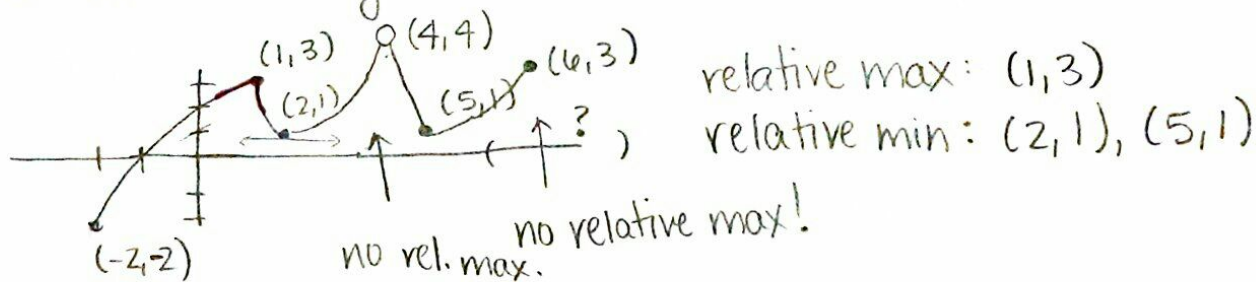 (4,4)
(1,3)
(6,3)
relative max: (1,3)
(2,1)
(5,1)
?
( )
relative min: (2,1), (5,1)
no relative max!
(-2,-2)
no rel. max.